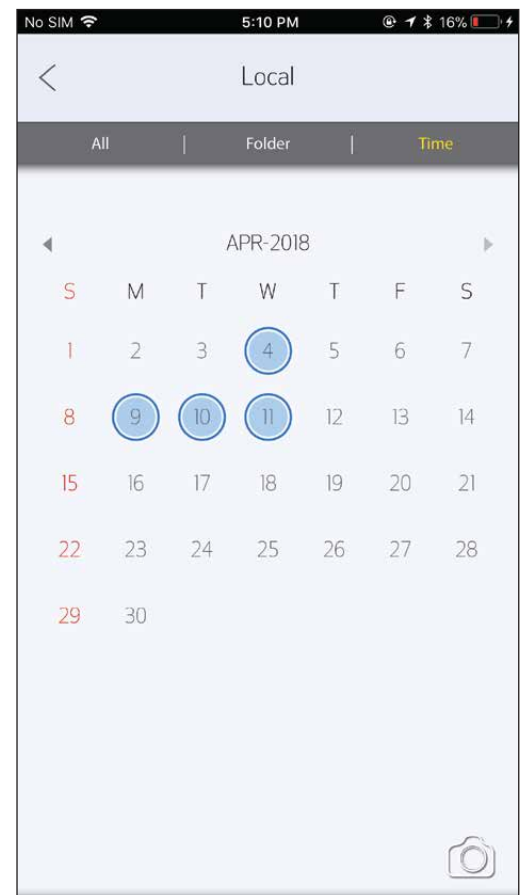 No SIM 5:10 PM 16%
Local
All | Folder | Time
APR-2018
S M T W T F S
1 2 3 4 5 6 7
8 9 10 11 12 13 14
15 16 17 18 19 20 21
22 23 24 25 26 27 28
29 30